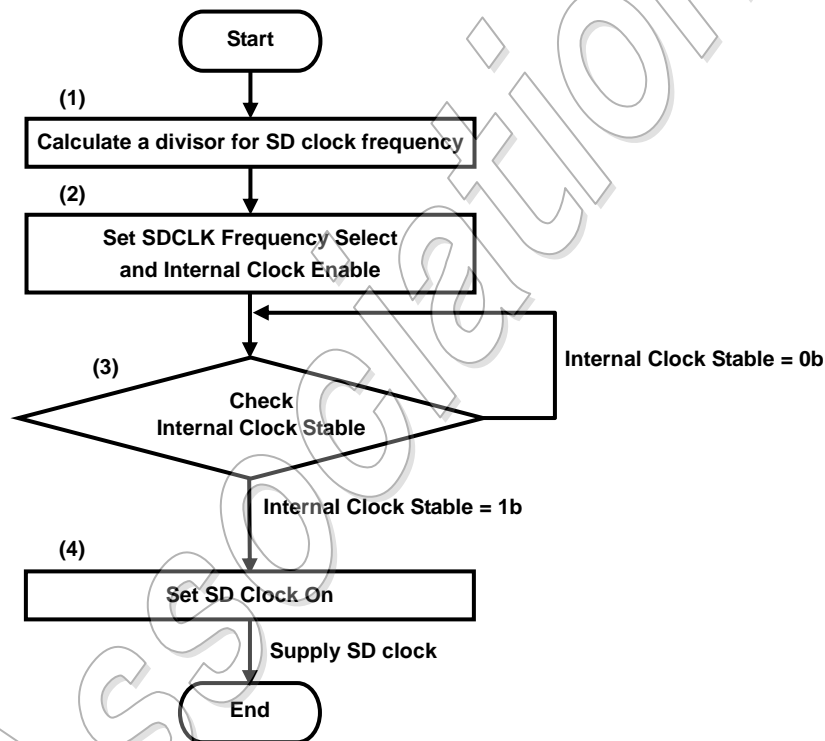 Start
(1)
Calculate a divisor for SD clock frequency
(2)
Set SDCLK Frequency Select
and Internal Clock Enable
Internal Clock Stable = 0b
(3)
Check
Internal Clock Stable
Internal Clock Stable = 1b
(4)
Set SD Clock On
Supply SD clock
End
Association